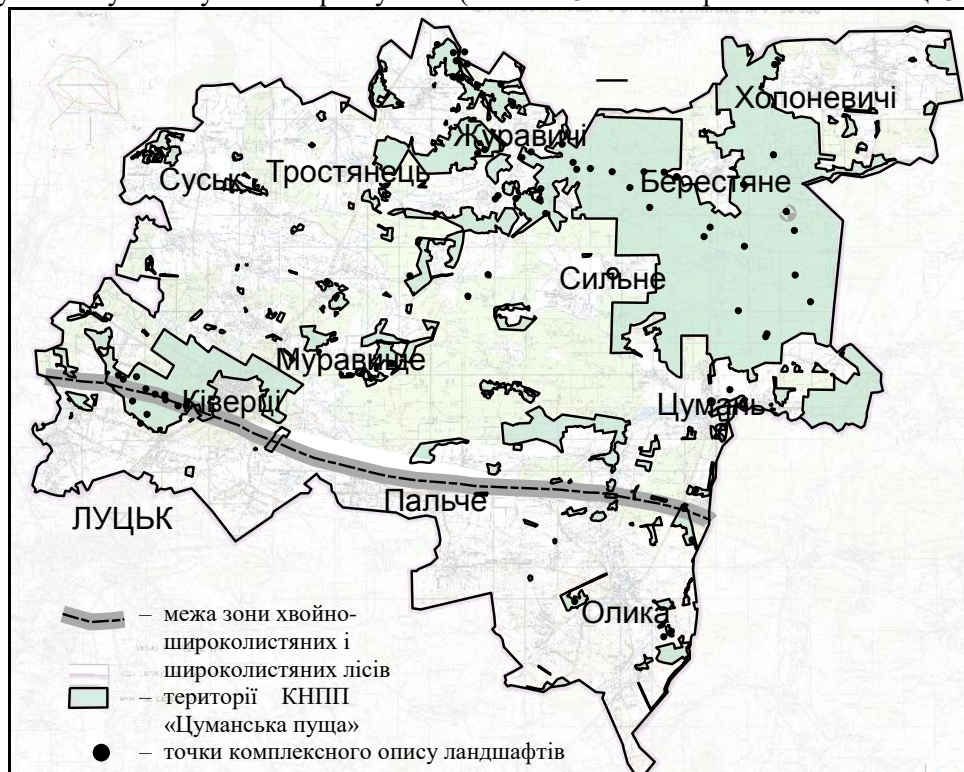 Холоневичі
Журавичі
Тростянець
Суськ
Берестяне
Сильне
Муравище
Ківерці
Цумань
Пальче
ЛУЦЬК
Олика
– межа зони хвойно-
широколистяних і
широколистяних лісів
– території КНПП
«Цуманська пуща»
– точки комплексного опису ландшафтів